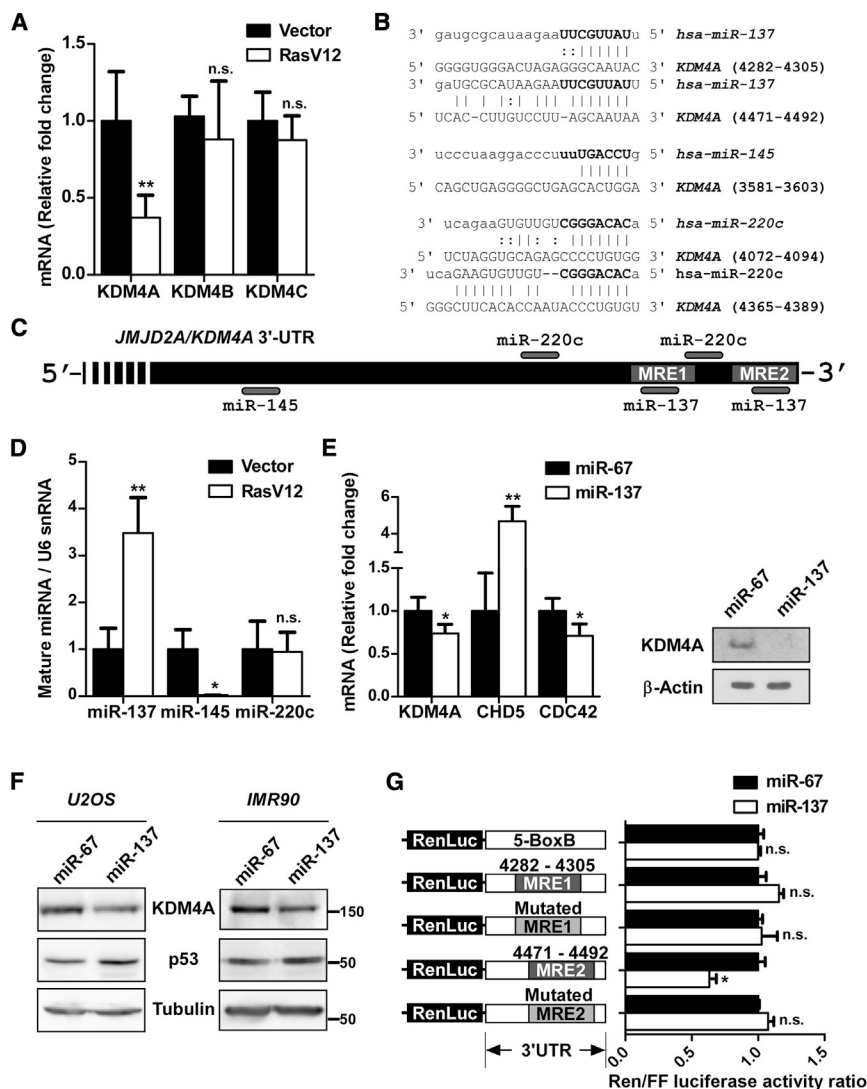 A
mRNA (Relative fold change)
1.5
1.0
0.5
0.0
Vector
RasV12
**
n.s.
n.s.
KDM4A KDM4B KDM4C
B
3' gaugcgcauaagaaUUCGUUAUu 5' hsa-miR-137
::||||||
5' GGGGUGGGACUAGAGGGCAAUAC 3' KDM4A (4282-4305)
3' gaUGCGCAUAAGAAUUCGUUAUU 5' hsa-miR-137
5' UCAC-CUUGUCCUU-AGCAAUAA 3' KDM4A (4471-4492)
3' ucccuaaggacccuuuUGACCUg 5' hsa-miR-145
||||||
5' CAGCUGAGGGGCUGAGCACUGGA 3' KDM4A (3581-3603)
3' ucagaaGUGUUGUCGGGACACa 5' hsa-miR-220c
5' UCUAGGUGCAGAGCCCCUGUGG 3' KDM4A (4072-4094)
3' ucaGAAGUGUUGU--CGGGACACa 5' hsa-miR-220c
5' GGGCUUCACACCAAUACCCUGUGU 3' KDM4A (4365-4389)
C
JMJD2A/KDM4A 3'-UTR
miR-220c miR-220c
5'- MRE1 MRE2 -3'
miR-145 miR-137 miR-137
D
Mature miRNA / U6 snRNA
5
4
3
2
1
0
Vector
RasV12
**
*
n.s.
miR-137 miR-145 miR-220c
E
mRNA (Relative fold change)
6
4
1.5
1.0
0.5
0.0
miR-67
miR-137
*
**
*
KDM4A CHD5 CDC42
miR-67 miR-137
KDM4A
β-Actin
F
U2OS IMR90
miR-67 miR-137 miR-67 miR-137
KDM4A 150
p53 50
Tubulin 50
G
miR-67
miR-137
RenLuc 5-BoxB n.s.
4282 - 4305
RenLuc MRE1 n.s.
Mutated
RenLuc MRE1 n.s.
4471 - 4492
RenLuc MRE2 *
Mutated
RenLuc MRE2 n.s.
3'UTR
0.0 0.5 1.0 1.5
Ren/FF luciferase activity ratio